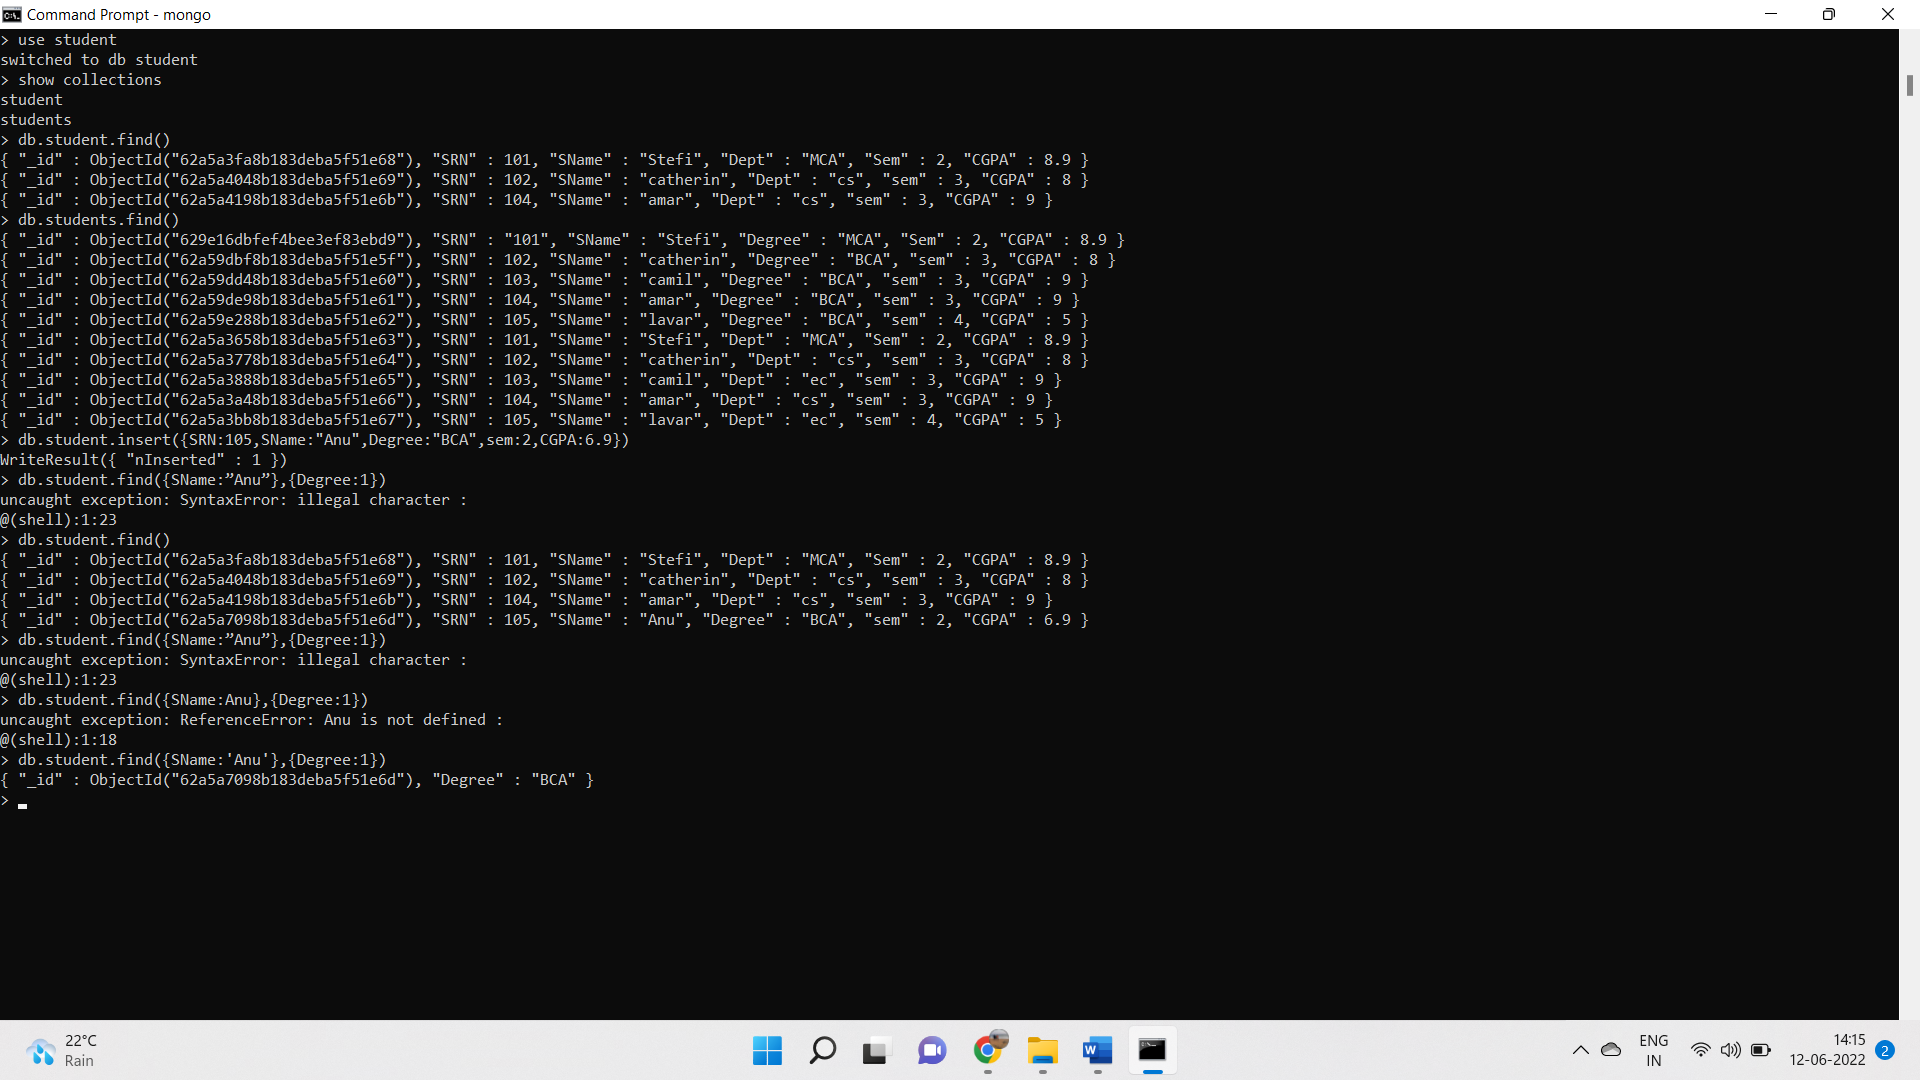 Command Prompt - mongo
> use student
switched to db student
> show collections
student
students
> db.student.find()
{ "_id" : ObjectId("62a5a3fa8b183deba5f51e68"), "SRN" : 101, "SName" : "Stefi", "Dept" : "MCA", "Sem" : 2, "CGPA" : 8.9 }
{ "_id" : ObjectId("62a5a4048b183deba5f51e69"), "SRN" : 102, "SName" : "catherin", "Dept" : "cs", "sem" : 3, "CGPA" : 8 }
{ "_id" : ObjectId("62a5a4198b183deba5f51e6b"), "SRN" : 104, "SName" : "amar", "Dept" : "cs", "sem" : 3, "CGPA" : 9 }
> db.students.find()
{ "_id" : ObjectId("629e16dbfef4bee3ef83ebd9"), "SRN" : "101", "SName" : "Stefi", "Degree" : "MCA", "Sem" : 2, "CGPA" : 8.9 }
{ "_id" : ObjectId("62a59dbf8b183deba5f51e5f"), "SRN" : 102, "SName" : "catherin", "Degree" : "BCA", "sem" : 3, "CGPA" : 8 }
{ "_id" : ObjectId("62a59dd48b183deba5f51e60"), "SRN" : 103, "SName" : "camil", "Degree" : "BCA", "sem" : 3, "CGPA" : 9 }
{ "_id" : ObjectId("62a59de98b183deba5f51e61"), "SRN" : 104, "SName" : "amar", "Degree" : "BCA", "sem" : 3, "CGPA" : 9 }
{ "_id" : ObjectId("62a59e288b183deba5f51e62"), "SRN" : 105, "SName" : "lavar", "Degree" : "BCA", "sem" : 4, "CGPA" : 5 }
{ "_id" : ObjectId("62a5a3658b183deba5f51e63"), "SRN" : 101, "SName" : "Stefi", "Dept" : "MCA", "Sem" : 2, "CGPA" : 8.9 }
{ "_id" : ObjectId("62a5a3778b183deba5f51e64"), "SRN" : 102, "SName" : "catherin", "Dept" : "cs", "sem" : 3, "CGPA" : 8 }
{ "_id" : ObjectId("62a5a3888b183deba5f51e65"), "SRN" : 103, "SName" : "camil", "Dept" : "ec", "sem" : 3, "CGPA" : 9 }
{ "_id" : ObjectId("62a5a3a48b183deba5f51e66"), "SRN" : 104, "SName" : "amar", "Dept" : "cs", "sem" : 3, "CGPA" : 9 }
{ "_id" : ObjectId("62a5a3bb8b183deba5f51e67"), "SRN" : 105, "SName" : "lavar", "Dept" : "ec", "sem" : 4, "CGPA" : 5 }
> db.student.insert({SRN:105,SName:"Anu",Degree:"BCA",sem:2,CGPA:6.9})
WriteResult({ "nInserted" : 1 })
> db.student.find({SName:”Anu”},{Degree:1})
uncaught exception: SyntaxError: illegal character :
@(shell):1:23
> db.student.find()
{ "_id" : ObjectId("62a5a3fa8b183deba5f51e68"), "SRN" : 101, "SName" : "Stefi", "Dept" : "MCA", "Sem" : 2, "CGPA" : 8.9 }
{ "_id" : ObjectId("62a5a4048b183deba5f51e69"), "SRN" : 102, "SName" : "catherin", "Dept" : "cs", "sem" : 3, "CGPA" : 8 }
{ "_id" : ObjectId("62a5a4198b183deba5f51e6b"), "SRN" : 104, "SName" : "amar", "Dept" : "cs", "sem" : 3, "CGPA" : 9 }
{ "_id" : ObjectId("62a5a7098b183deba5f51e6d"), "SRN" : 105, "SName" : "Anu", "Degree" : "BCA", "sem" : 2, "CGPA" : 6.9 }
> db.student.find({SName:”Anu”},{Degree:1})
uncaught exception: SyntaxError: illegal character :
@(shell):1:23
> db.student.find({SName:Anu},{Degree:1})
uncaught exception: ReferenceError: Anu is not defined :
@(shell):1:18
> db.student.find({SName:'Anu'},{Degree:1})
{ "_id" : ObjectId("62a5a7098b183deba5f51e6d"), "Degree" : "BCA" }
>
22°C
Rain
ENG
IN
14:15
12-06-2022
2